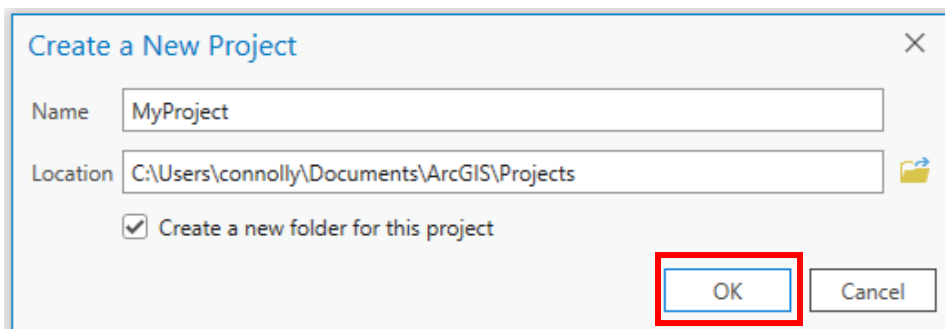 Create a New Project
Name MyProject
Location C:\Users\connolly\Documents\ArcGIS\Projects
Create a new folder for this project
OK Cancel